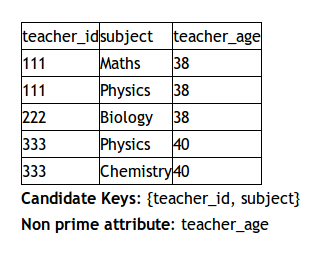 teacher_id subject teacher_age
111 Maths 38
111 Physics 38
222 Biology 38
333 Physics 40
333 Chemistry 40
Candidate Keys: {teacher_id, subject}
Non prime attribute: teacher_age